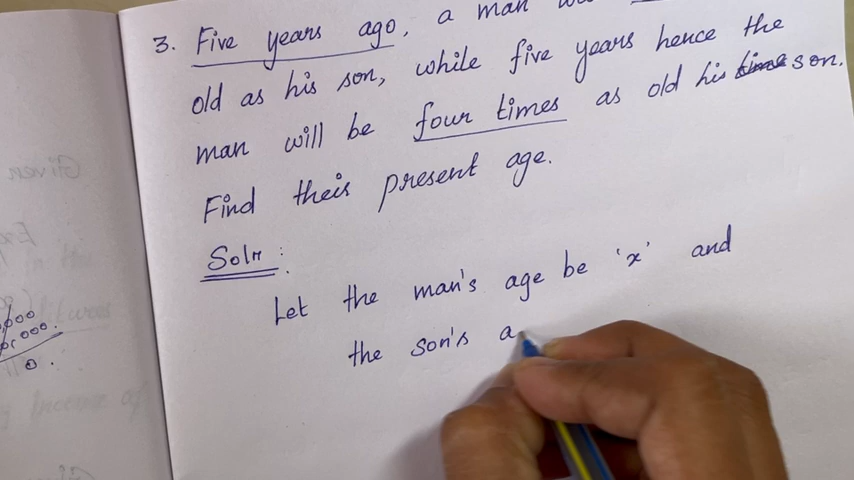 3. Five years ago, a man
old as his son, while five years hence the
man will be four times as old his son.
Find their present age.
Soln:
Let the man's age be 'x' and
the son's a